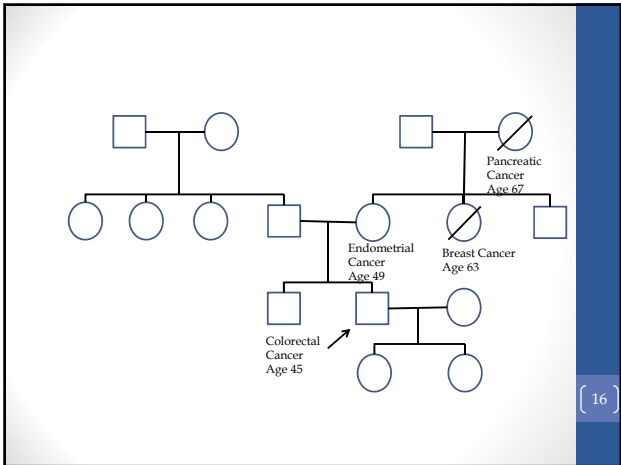 Pancreatic
Cancer
Age 67
Endometrial
Cancer
Age 49
Breast Cancer
Age 63
Colorectal
Cancer
Age 45
16